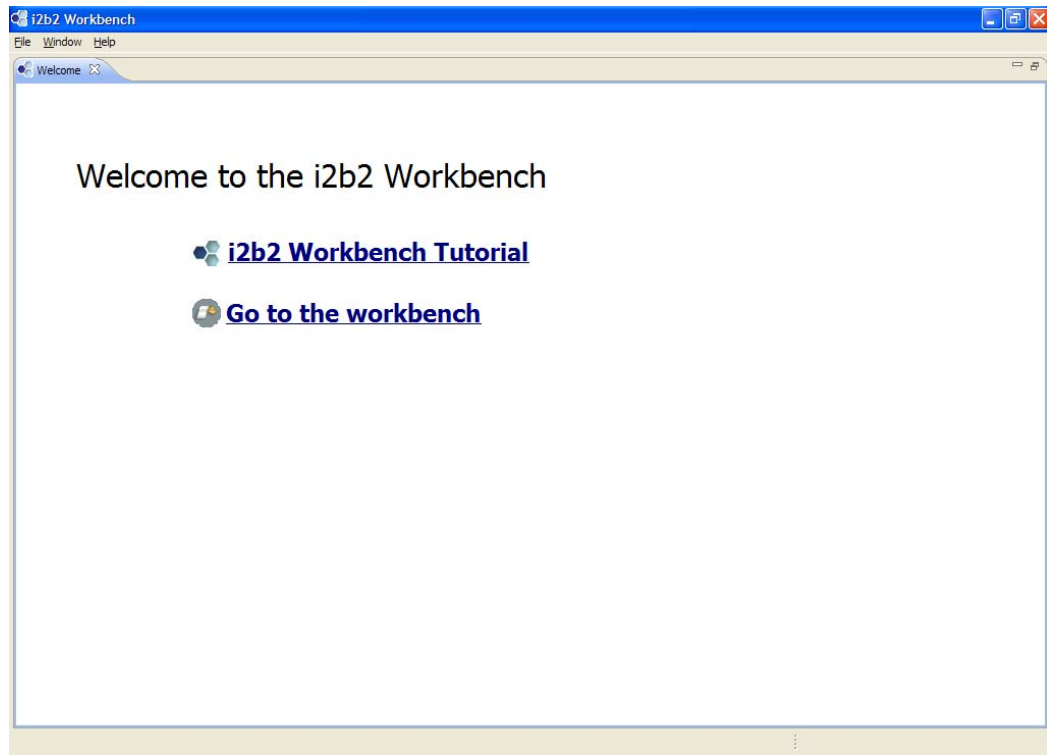 i2b2 Workbench
File Window Help
Welcome
Welcome to the i2b2 Workbench
i2b2 Workbench Tutorial
Go to the workbench